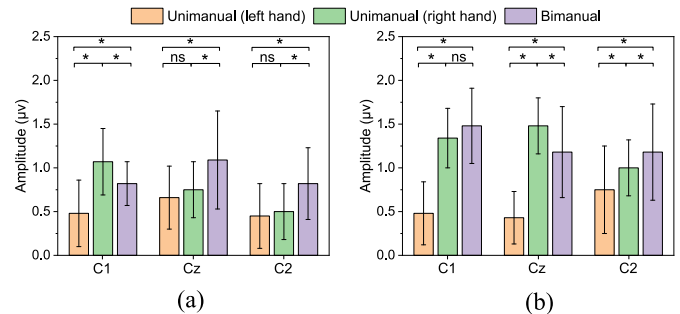 Unimanual (left hand) Unimanual (right hand) Bimanual
2.5 2.5
* * * * * *
* * ns * ns * * ns * * * *
2.0 2.0
1.5 1.5
1.0 1.0
0.5 0.5
0.0 0.0
Amplitude (μv) Amplitude (μv)
C1 Cz C2 C1 Cz C2
(a) (b)